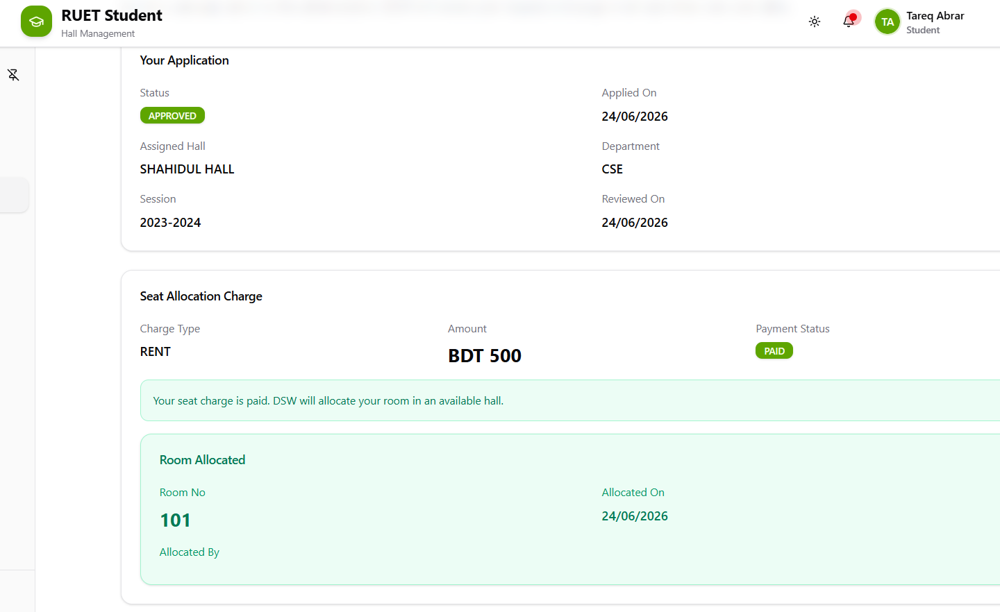 RUET Student
Hall Management
TA
Tareq Abrar
Student
Your Application
Status
Applied On
APPROVED
24/06/2026
Assigned Hall
Department
SHAHIDUL HALL
CSE
Session
Reviewed On
2023-2024
24/06/2026
Seat Allocation Charge
Charge Type
Amount
Payment Status
RENT
BDT 500
PAID
Your seat charge is paid. DSW will allocate your room in an available hall.
Room Allocated
Room No
Allocated On
101
24/06/2026
Allocated By